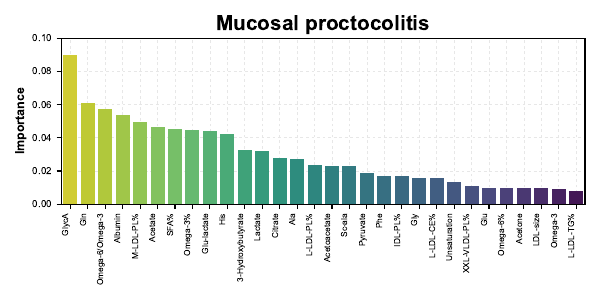 Mucosal proctocolitis
Importance
0.10
0.08
0.06
0.04
0.02
0.00
GlycA
Gln
Omega-6/Omega-3
Albumin
M-LDL-PL%
Acetate
SFA%
Omega-3%
Glu-lactate
His
3-Hydroxybutyrate
Lactate
Citrate
Ala
L-LDL-PL%
Acetoacetate
Scala
Pyruvate
Phe
IDL-PL%
Gly
L-LDL-CE%
Unsaturation
XXL-VLDL-PL%
Glu
Omega-6%
Acetone
LDL-size
Omega-3
L-LDL-TG%